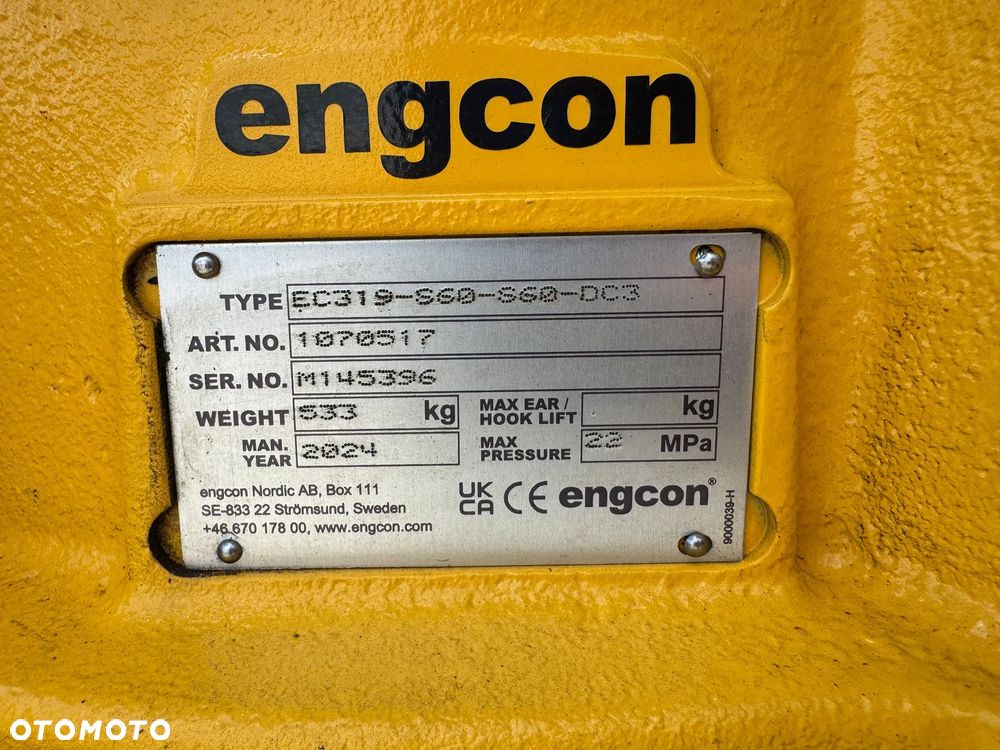 engcon
TYPE EC319-S60-S60-DC3
ART. NO. 1070517
SER. NO. M145396
WEIGHT 533 kg MAX EAR / HOOK LIFT kg
MAN. YEAR 2024 MAX PRESSURE 22 MPa
engcon Nordic AB, Box 111
SE-833 22 Strömsund, Sweden
+46 670 178 00, www.engcon.com
UK CA CE engcon®
9000039-H
OTOMOTO